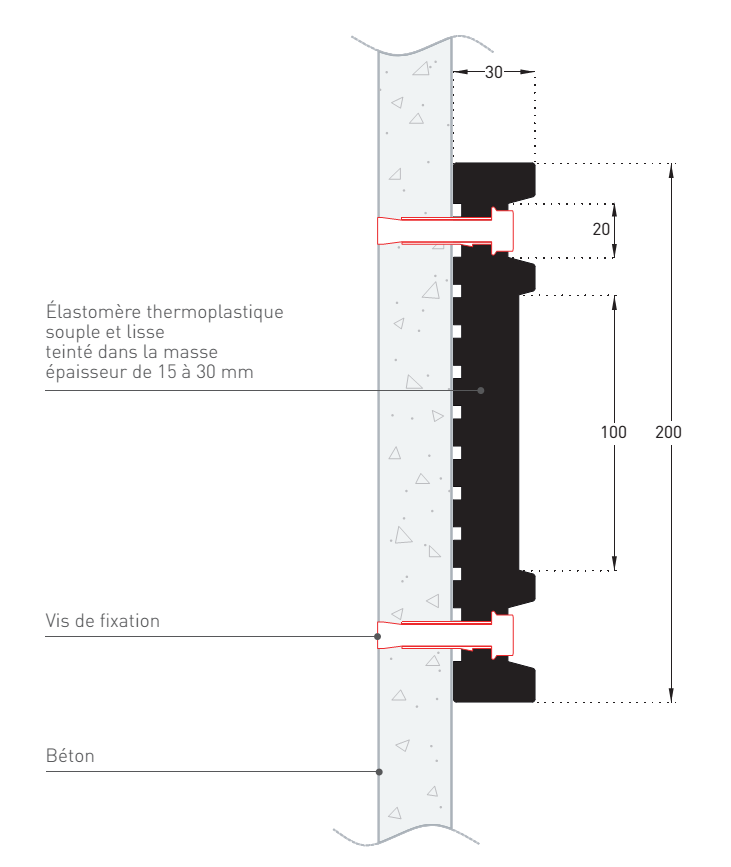 30
20
Élastomère thermoplastique
souple et lisse
teinté dans la masse
épaisseur de 15 à 30 mm
100
200
Vis de fixation
Béton